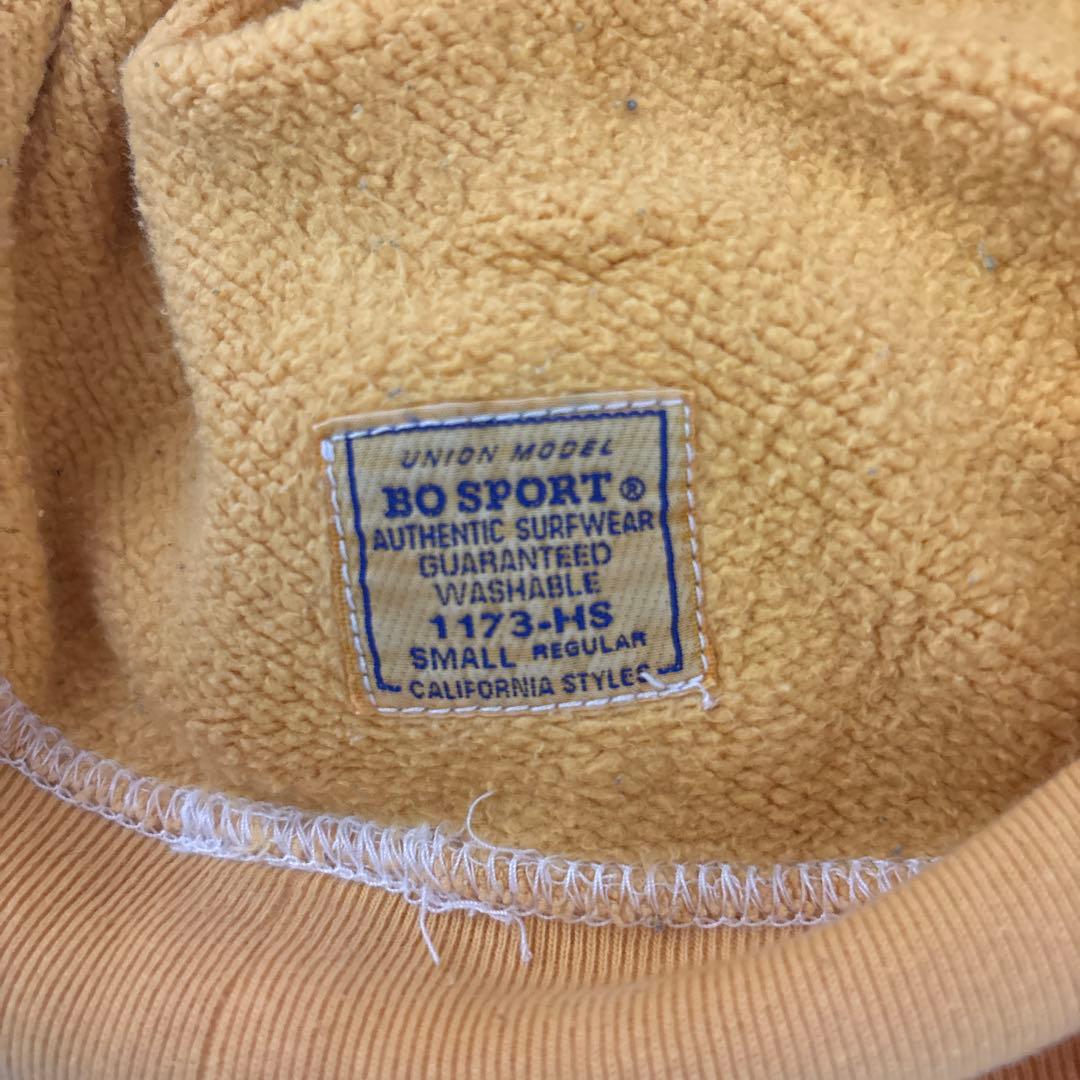 UNION MODEL
BO SPORT ®
AUTHENTIC SURFWEAR
GUARANTEED
WASHABLE
1173-HS
SMALL REGULAR
CALIFORNIA STYLES